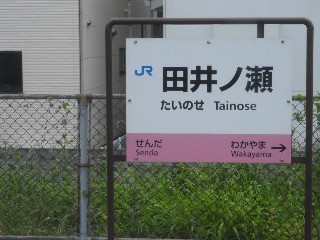 JR 田井ノ瀬
たいのせ Tainose
せんだ わかやま →
Senda Wakayama